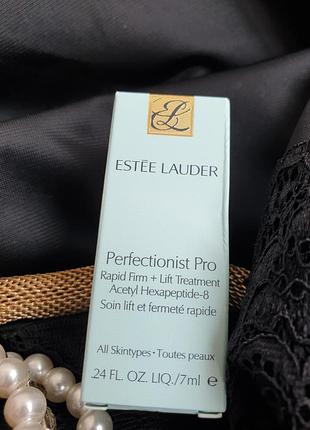 EL
ESTĒE LAUDER
Perfectionist Pro
Rapid Firm + Lift Treatment
Acetyl Hexapeptide-8
Soin lift et fermeté rapide
All Skintypes • Toutes peaux
.24 FL. OZ. LIQ./7ml e